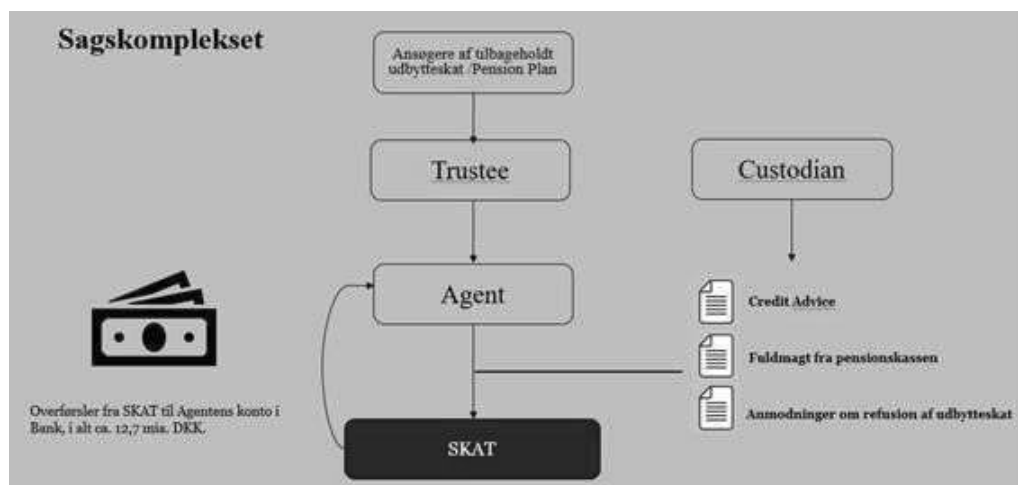 Sagskomplekset
Ansøgere af tilbageholdt
udbytteskat /Pension Plan
Trustee
Custodian
Agent
Credit Advice
Fuldmagt fra pensionskassen
Anmodninger om refusion af udbytteskat
Overførsler fra SKAT til Agentens konto i
Bank, i alt ca. 12,7 mia. DKK.
SKAT